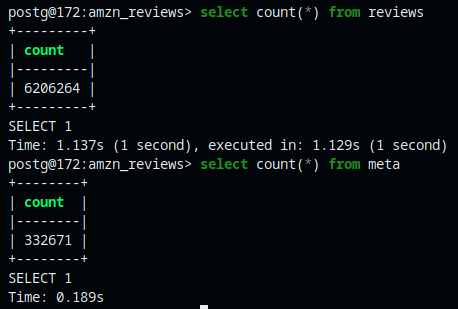 postg@172:amzn_reviews> select count(*) from reviews
+---------+
| count   |
|---------|
| 6206264 |
+---------+
SELECT 1
Time: 1.137s (1 second), executed in: 1.129s (1 second)
postg@172:amzn_reviews> select count(*) from meta
+--------+
| count  |
|--------|
| 332671 |
+--------+
SELECT 1
Time: 0.189s